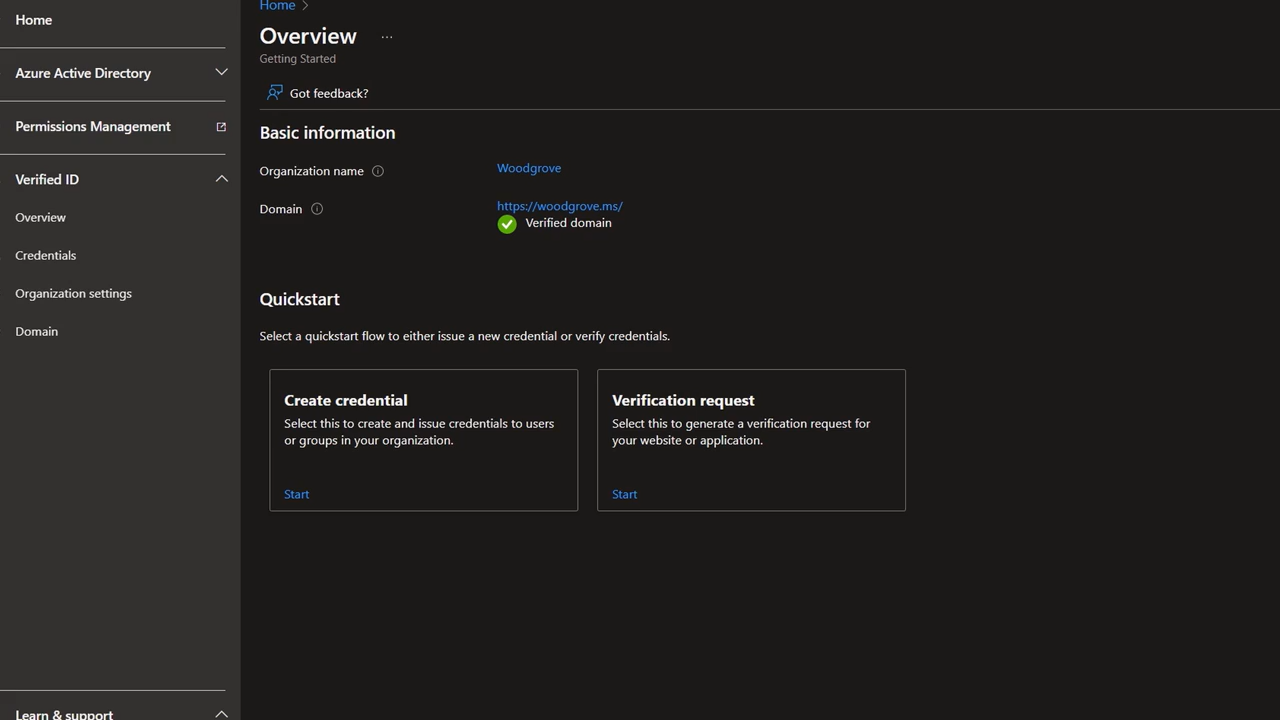 Home
Azure Active Directory
Permissions Management
Verified ID
Overview
Credentials
Organization settings
Domain
Learn & support
Home
Overview ...
Getting Started
Got feedback?
Basic information
Organization name
Woodgrove
Domain
https://woodgrove.ms/
Verified domain
Quickstart
Select a quickstart flow to either issue a new credential or verify credentials.
Create credential
Select this to create and issue credentials to users
or groups in your organization.
Start
Verification request
Select this to generate a verification request for
your website or application.
Start